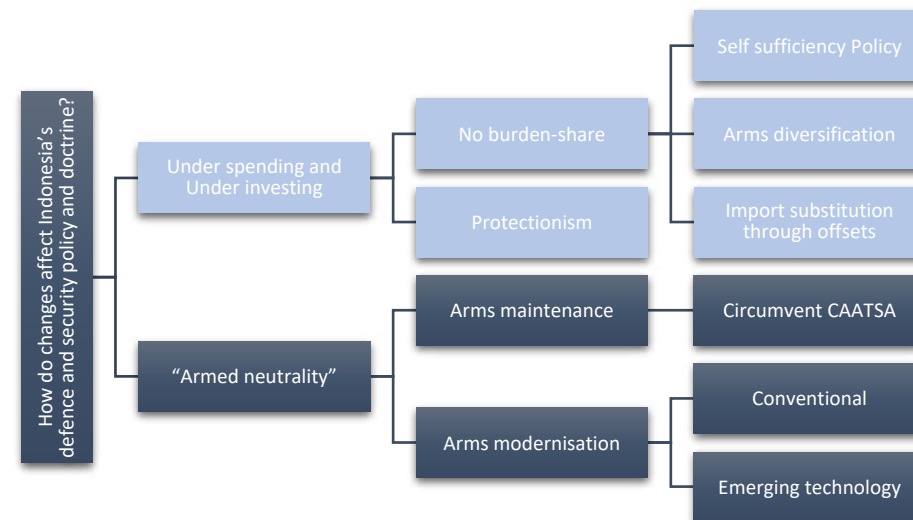 How do changes affect Indonesia's
defence and security policy and doctrine?
Under spending and
Under investing
No burden-share
Self sufficiency Policy
Arms diversification
Import substitution
through offsets
Protectionism
“Armed neutrality”
Arms maintenance
Circumvent CAATSA
Arms modernisation
Conventional
Emerging technology